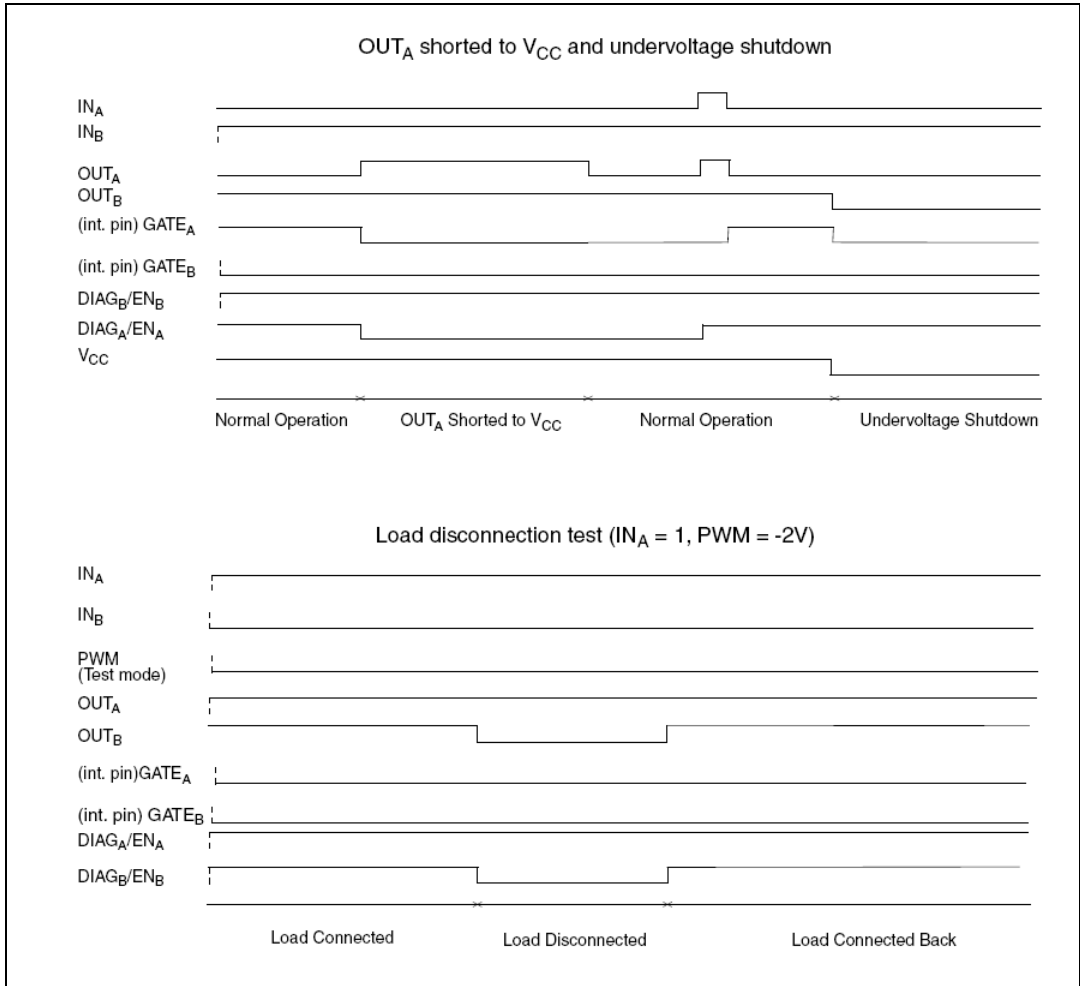 OUTA shorted to VCC and undervoltage shutdown
INA
INB
OUTA
OUTB
(int. pin) GATEA
(int. pin) GATEB
DIAGB/ENB
DIAGA/ENA
VCC
Normal Operation
OUTA Shorted to VCC
Normal Operation
Undervoltage Shutdown
Load disconnection test (INA = 1, PWM = -2V)
INA
INB
PWM
(Test mode)
OUTA
OUTB
(int. pin)GATEA
(int. pin) GATEB
DIAGA/ENA
DIAGB/ENB
Load Connected
Load Disconnected
Load Connected Back